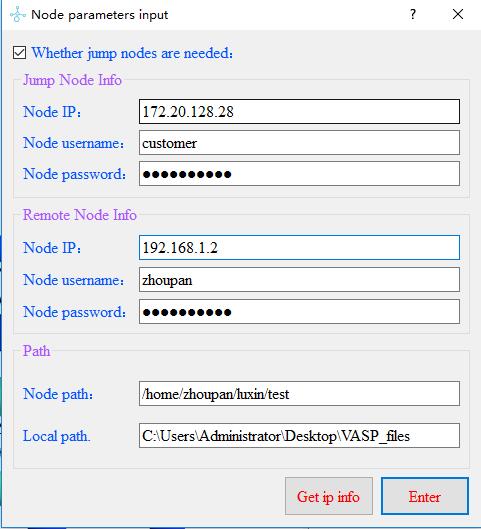 Node parameters input
Whether jump nodes are needed：
Jump Node Info
Node IP： 172.20.128.28
Node username： customer
Node password： ●●●●●●●●●●
Remote Node Info
Node IP： 192.168.1.2
Node username： zhoupan
Node password： ●●●●●●●●●●
Path
Node path： /home/zhoupan/luxin/test
Local path. C:\Users\Administrator\Desktop\VASP_files
Get ip info Enter